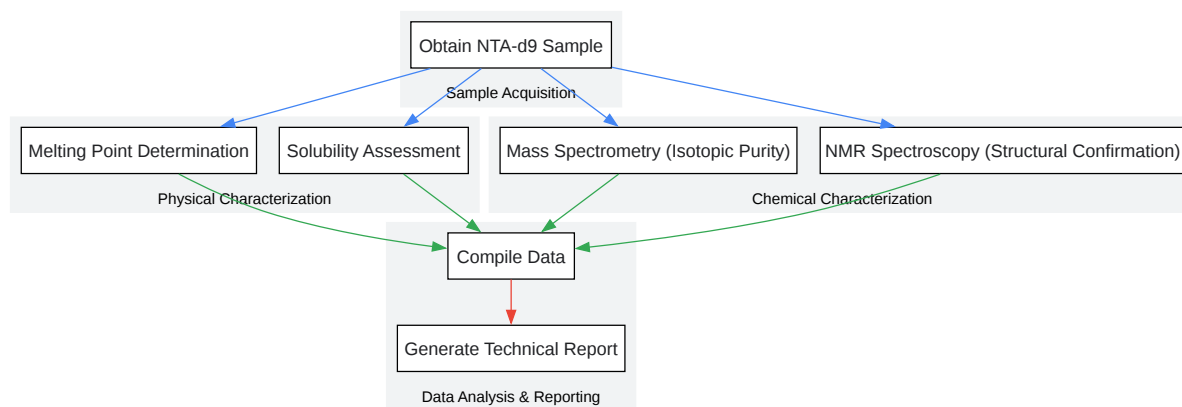 Obtain NTA-d9 Sample
Sample Acquisition
Melting Point Determination
Solubility Assessment
Mass Spectrometry (Isotopic Purity)
NMR Spectroscopy (Structural Confirmation)
Physical Characterization
Chemical Characterization
Compile Data
Generate Technical Report
Data Analysis & Reporting